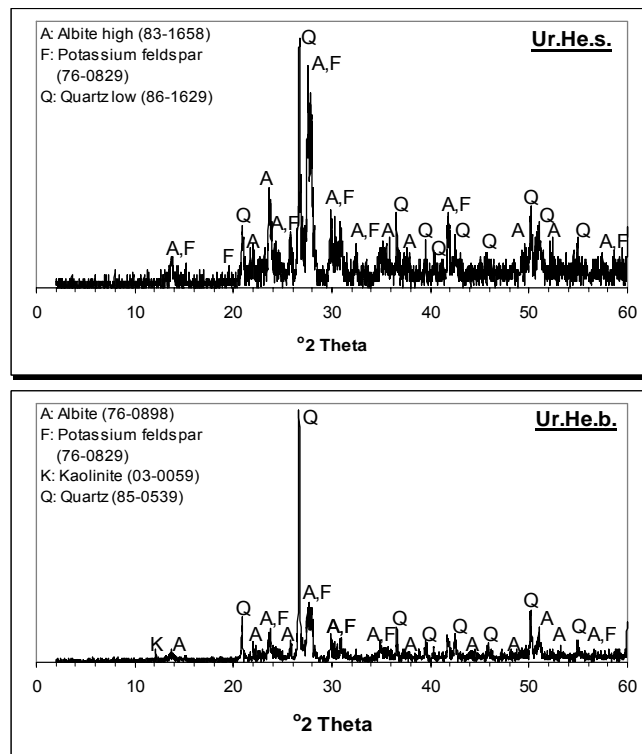 A: Albite high (83-1658)
F: Potassium feldspar
(76-0829)
Q: Quartz low (86-1629)
Ur.He.s.
Q
A,F
A
Q
A,F
A,F
F
A
A,F
A,F
A
Q
A
Q
Q
A,F
Q
Q
A
Q
Q
A
Q
A,F
0 10 20 30 40 50 60
°2 Theta
A: Albite (76-0898)
F: Potassium feldspar
(76-0829)
K: Kaolinite (03-0059)
Q: Quartz (85-0539)
Ur.He.b.
Q
K
A
Q
A
A,F
A
A,F
A,F
A,F
Q
A
Q
Q
A
Q
A
Q
A
A
Q
A,F
0 10 20 30 40 50 60
°2 Theta